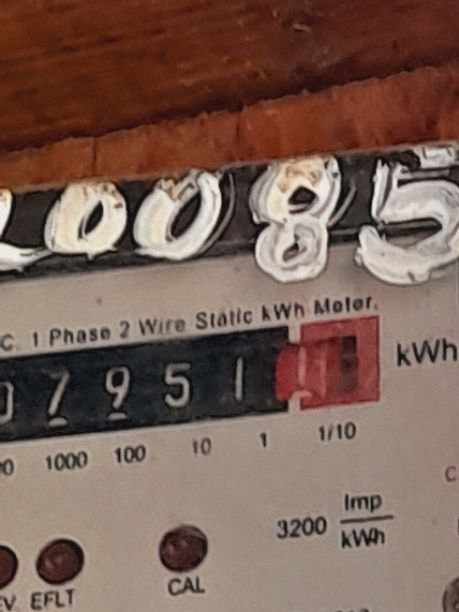 20085
C. 1 Phase 2 Wire Static kWh Meter.
07951 kWh
1000 100 10 1 1/10
Imp
3200 kWh
EFLT CAL